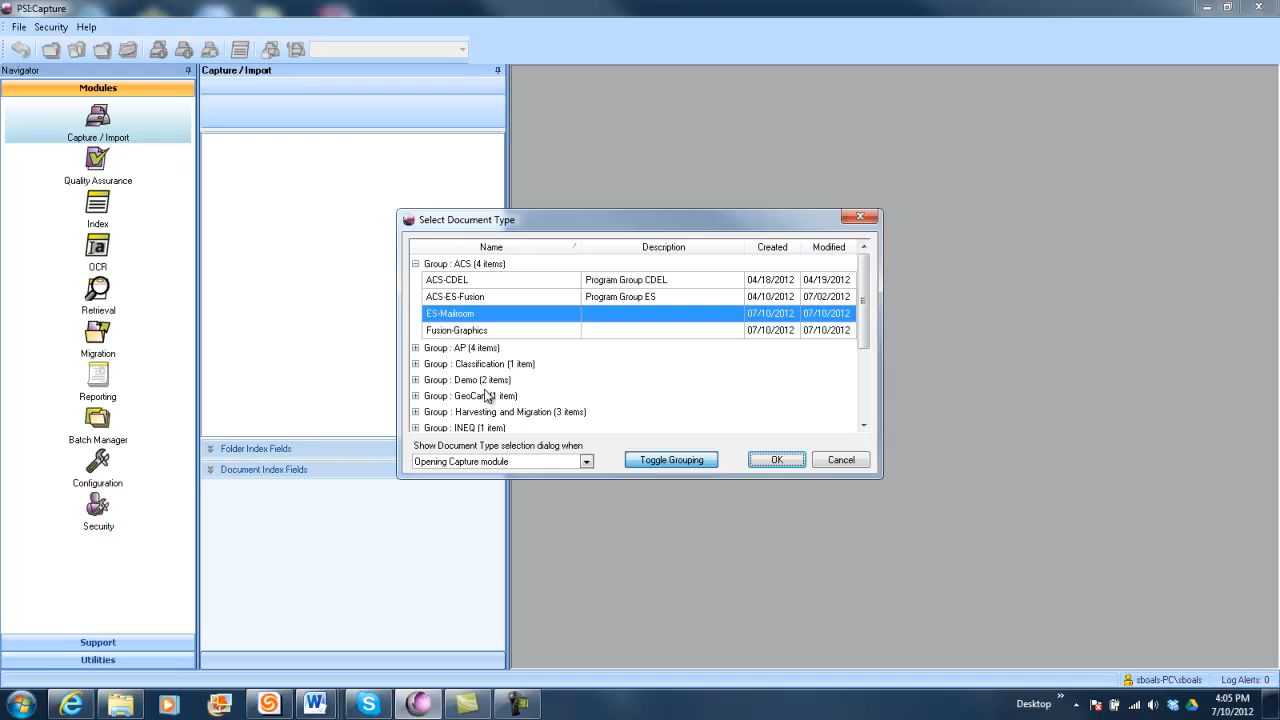 PSI:Capture
File Security Help
Navigator
Capture / Import
Modules
Capture / Import
Quality Assurance
Index
OCR
Retrieval
Migration
Reporting
Batch Manager
Configuration
Security
Support
Utilities
Select Document Type
Name Description Created Modified
Group : ACS (4 items)
ACS-CDEL Program Group CDEL 04/18/2012 04/19/2012
ACS-ES-Fusion Program Group ES 04/10/2012 07/02/2012
ES-Mailroom 07/10/2012 07/10/2012
Fusion-Graphics 07/10/2012 07/10/2012
Group : AP (4 items)
Group : Classification (1 item)
Group : Demo (2 items)
Group : item)
Group : Harvesting and Migration (3 items)
Group : INEQ (1 item)
Show Document Type selection dialog when
Opening Capture module
Toggle Grouping
OK
Cancel
Folder Index Fields
Document Index Fields
sboals-PC\sboals
Log Alerts: 0
Desktop
4:05 PM
7/10/2012